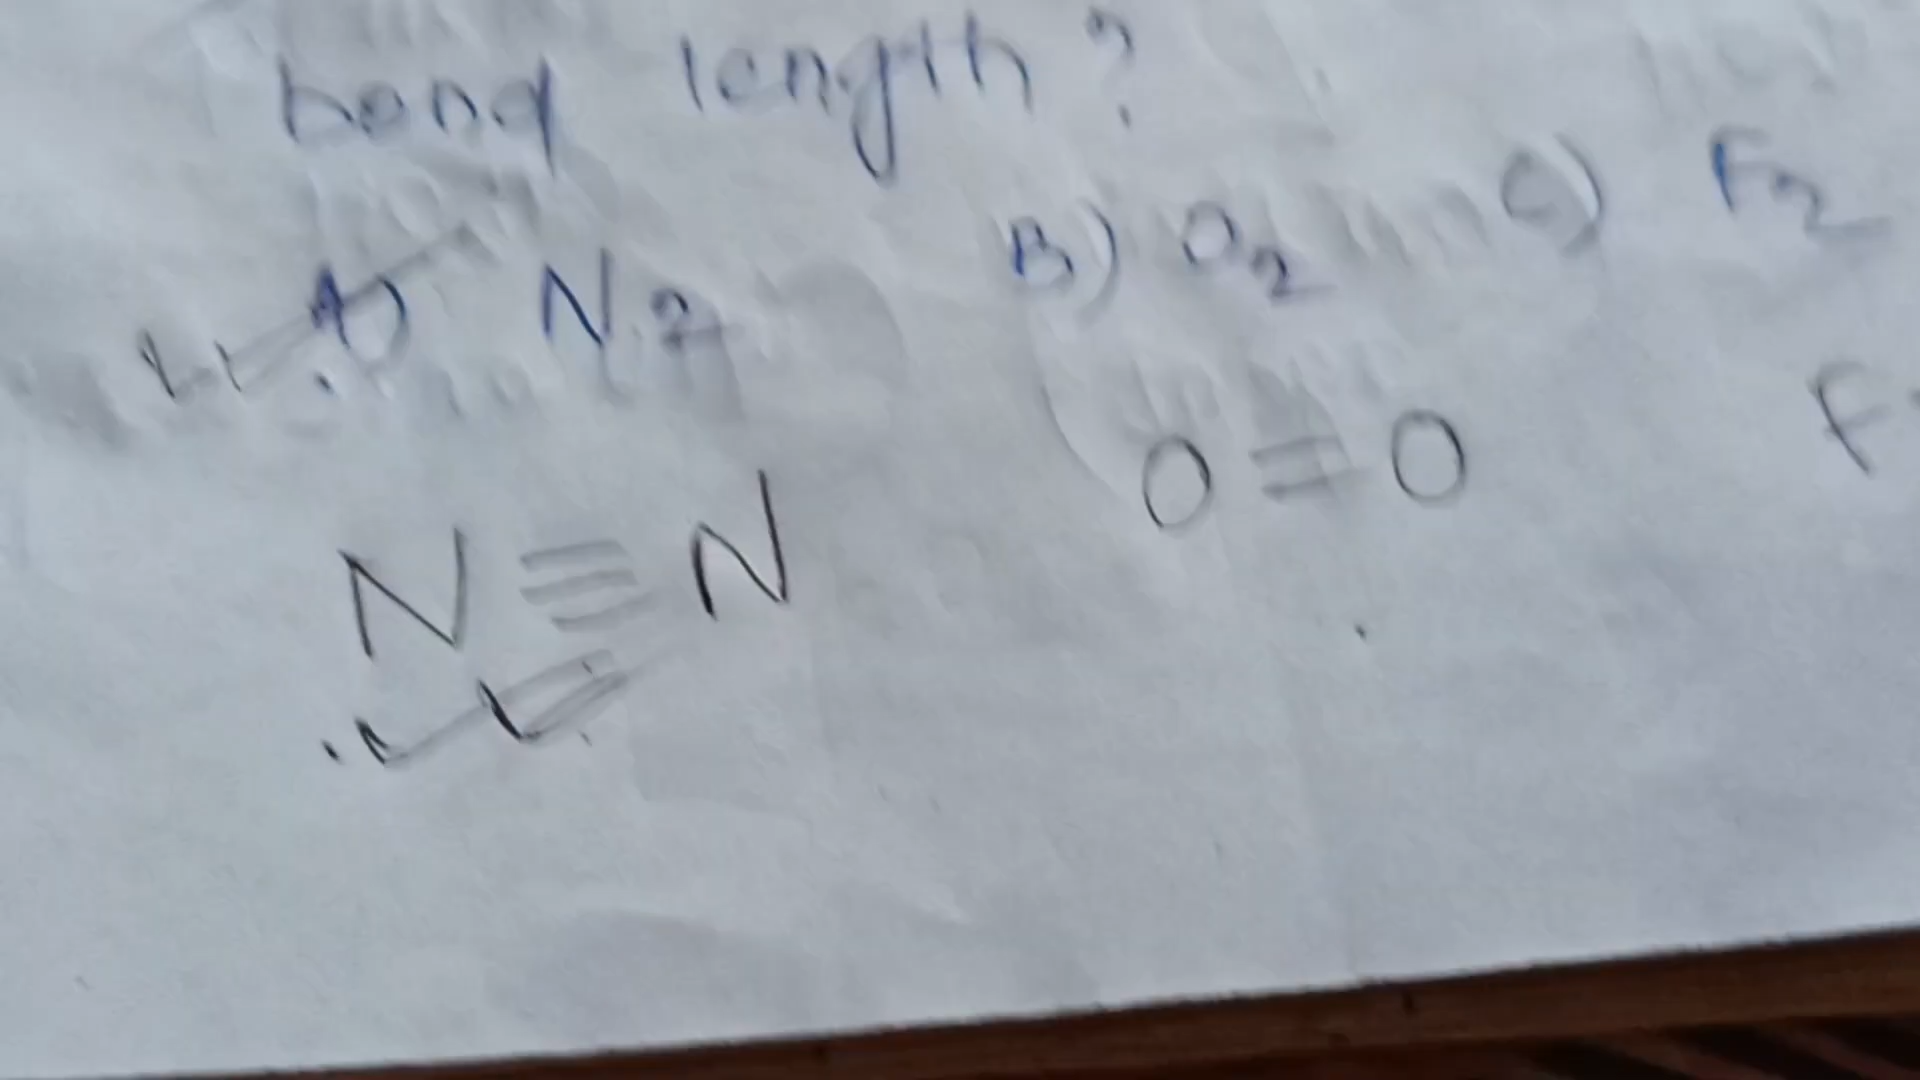 bond length?
A) N2 B) O2 C) F2
N≡N O=O F